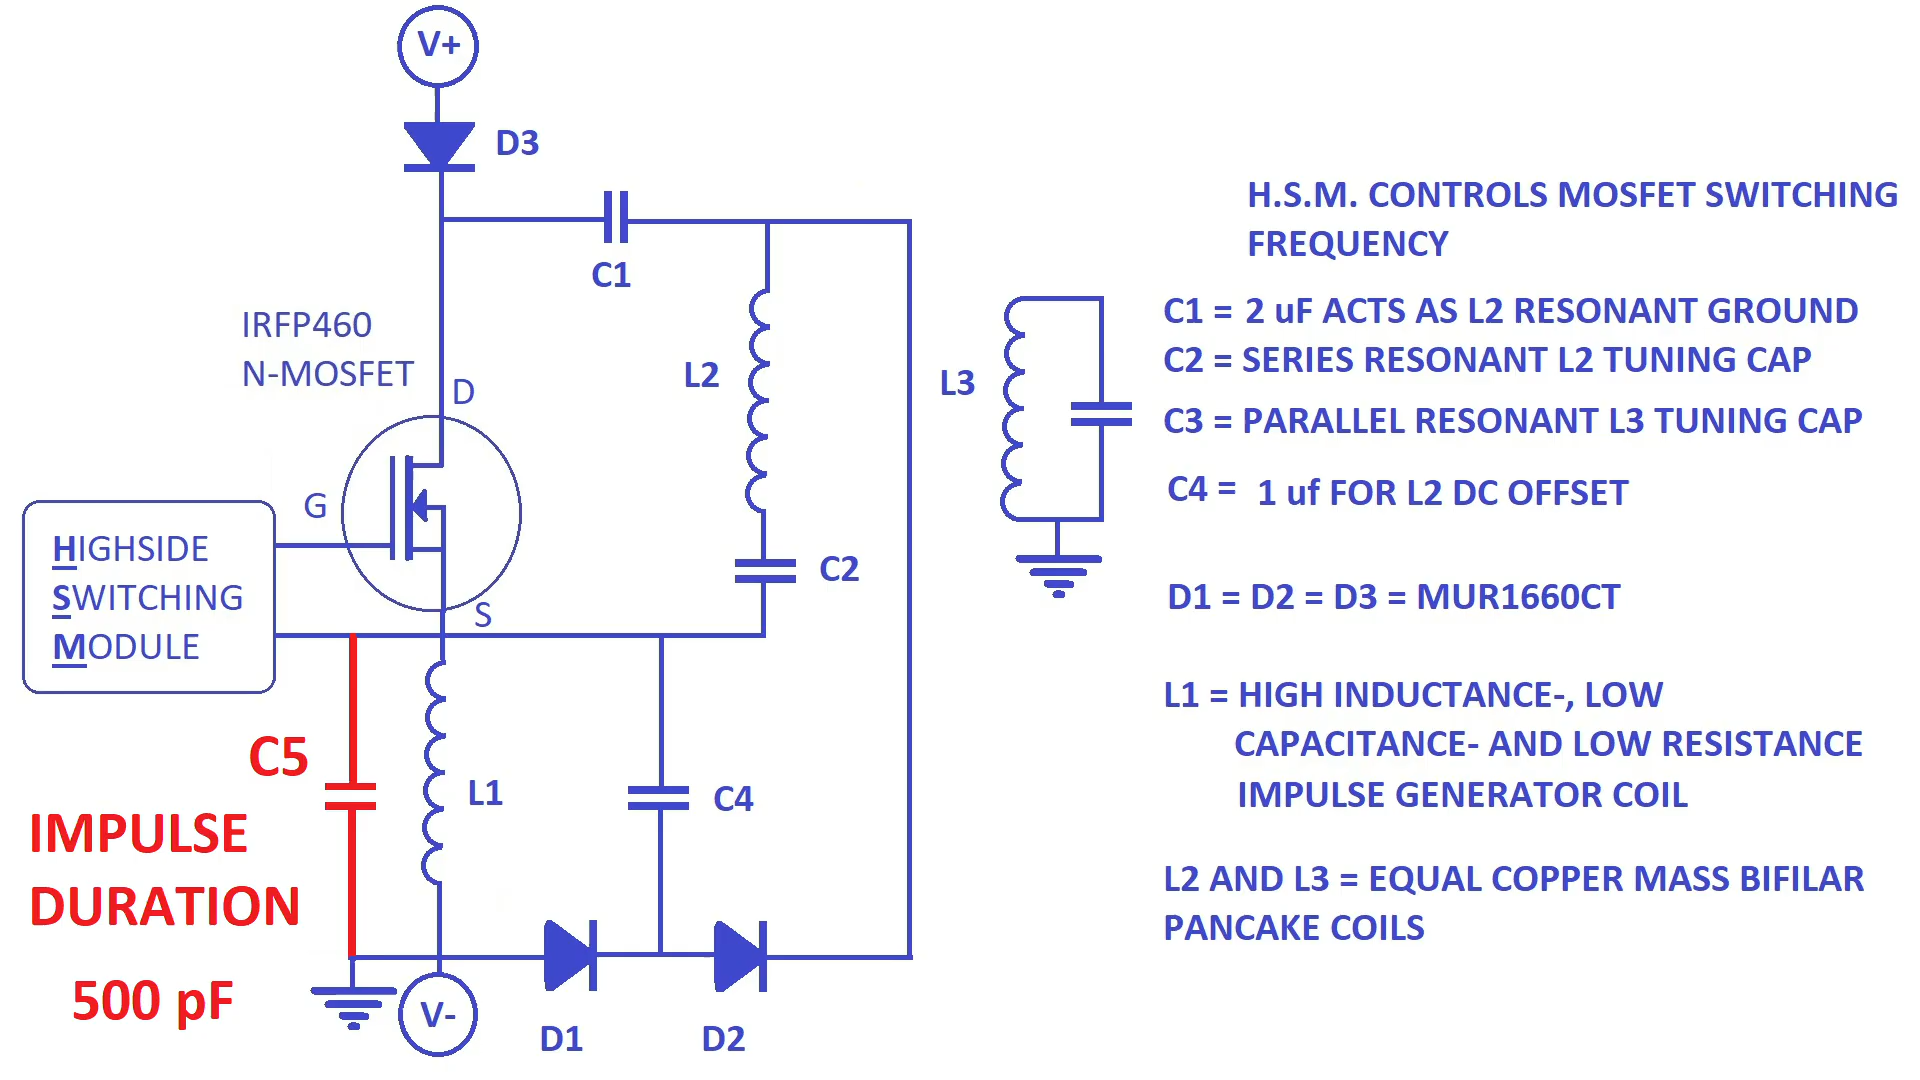 V+
D3
C1
H.S.M. CONTROLS MOSFET SWITCHING
FREQUENCY
IRFP460
N-MOSFET
D
L2
L3
C1 = 2 uF ACTS AS L2 RESONANT GROUND
C2 = SERIES RESONANT L2 TUNING CAP
C3 = PARALLEL RESONANT L3 TUNING CAP
C4 = 1 uf FOR L2 DC OFFSET
G
HIGHSIDE
SWITCHING
MODULE
S
C2
D1 = D2 = D3 = MUR1660CT
C5
L1
C4
L1 = HIGH INDUCTANCE-, LOW
CAPACITANCE- AND LOW RESISTANCE
IMPULSE GENERATOR COIL
IMPULSE
DURATION
500 pF
L2 AND L3 = EQUAL COPPER MASS BIFILAR
PANCAKE COILS
V-
D1
D2